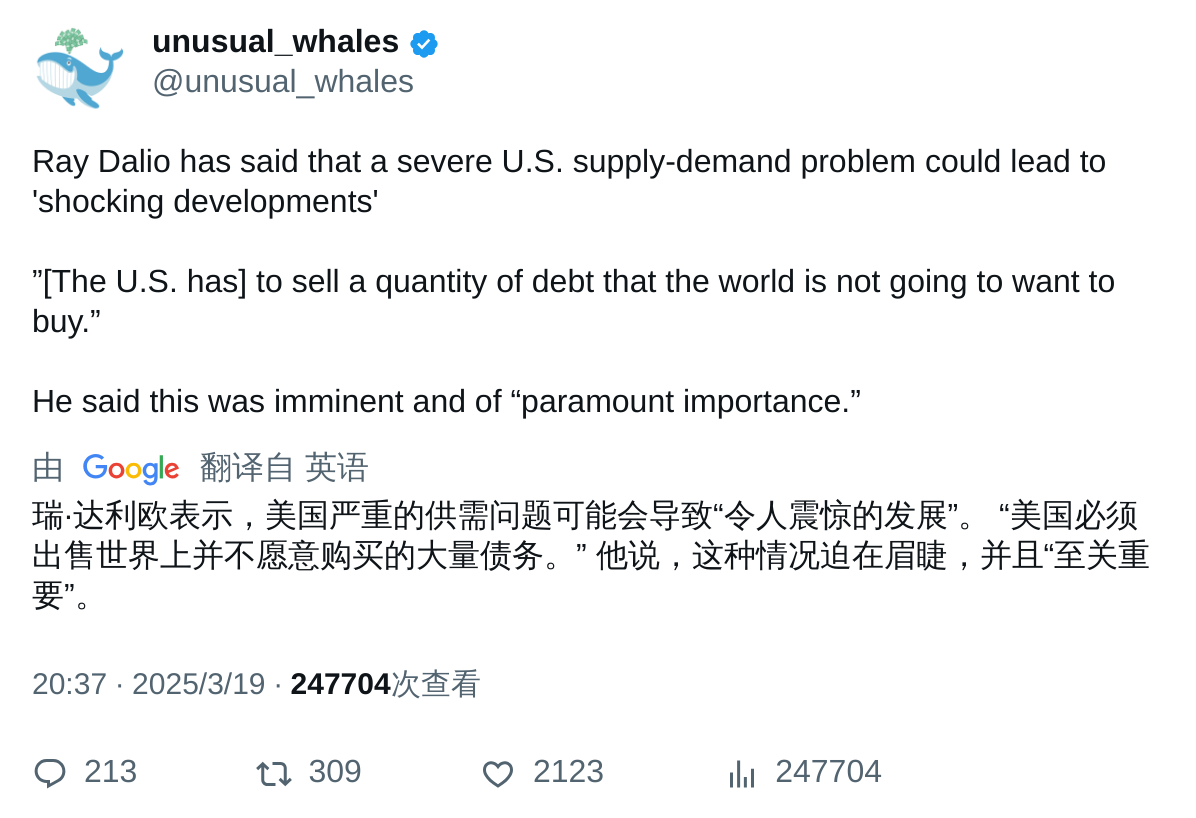 unusual_whales
@unusual_whales
Ray Dalio has said that a severe U.S. supply-demand problem could lead to
'shocking developments'
”[The U.S. has] to sell a quantity of debt that the world is not going to want to
buy.”
He said this was imminent and of “paramount importance.”
由 Google 翻译自 英语
瑞·达利欧表示，美国严重的供需问题可能会导致“令人震惊的发展”。 “美国必须
出售世界上并不愿意购买的大量债务。” 他说，这种情况迫在眉睫，并且“至关重
要”。
20:37 · 2025/3/19 · 247704次查看
213 309 2123 247704